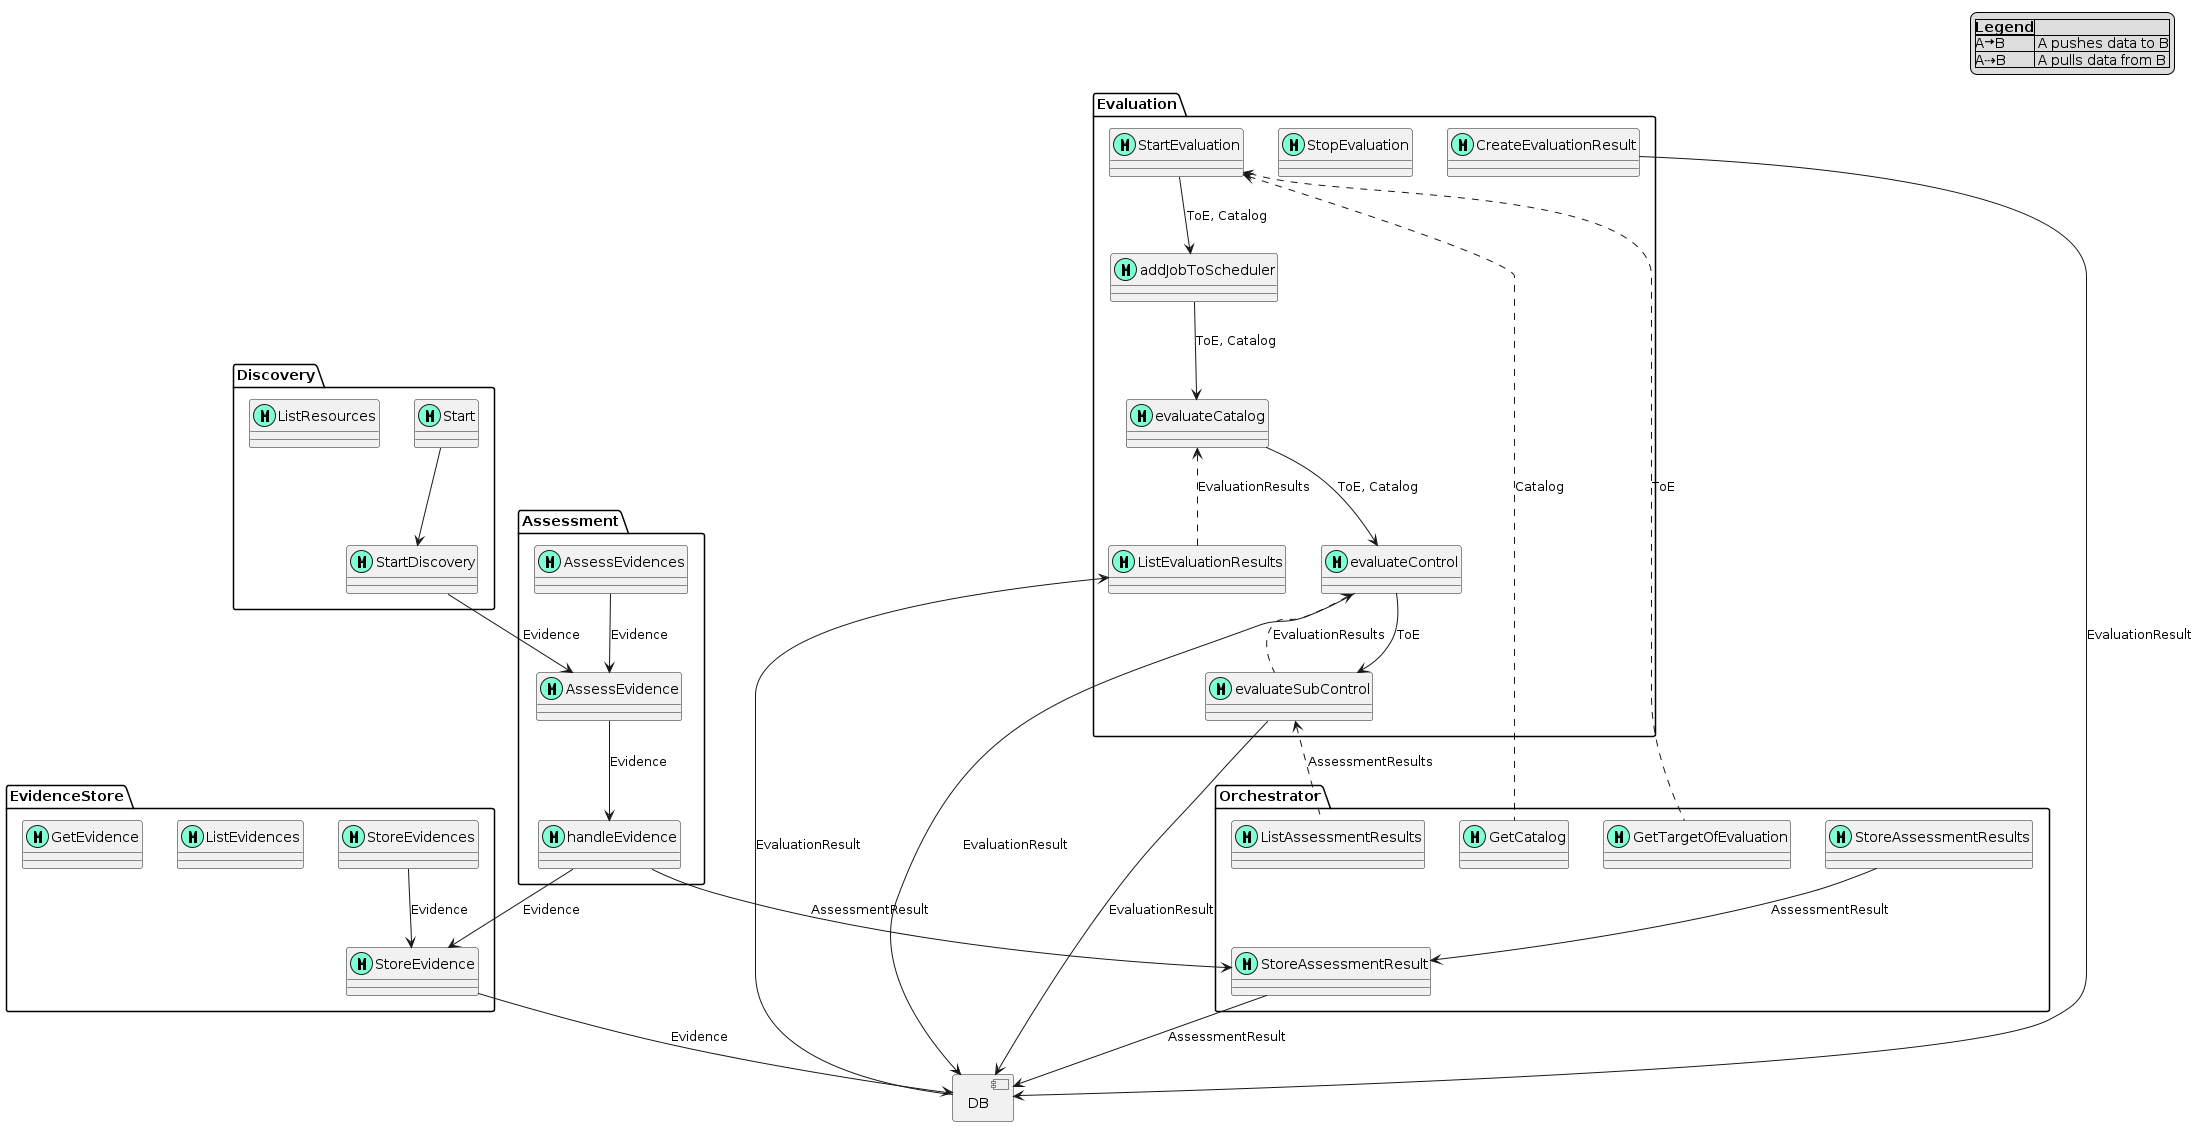 Legend
A→B A pushes data to B
A⇢B A pulls data from B
Evaluation
M StartEvaluation
M StopEvaluation
M CreateEvaluationResult
ToE, Catalog
M addJobToScheduler
ToE, Catalog
Discovery
M ListResources
M Start
M evaluateCatalog
EvaluationResults
ToE, Catalog
Catalog
ToE
Assessment
M StartDiscovery
M AssessEvidences
M ListEvaluationResults
M evaluateControl
Evidence
Evidence
EvaluationResults
ToE
EvaluationResult
M AssessEvidence
M evaluateSubControl
Evidence
AssessmentResults
EvidenceStore
Orchestrator
M GetEvidence
M ListEvidences
M StoreEvidences
M handleEvidence
EvaluationResult
EvaluationResult
M ListAssessmentResults
M GetCatalog
M GetTargetOfEvaluation
M StoreAssessmentResults
Evidence
Evidence
AssessmentResult
EvaluationResult
AssessmentResult
M StoreEvidence
M StoreAssessmentResult
Evidence
AssessmentResult
DB